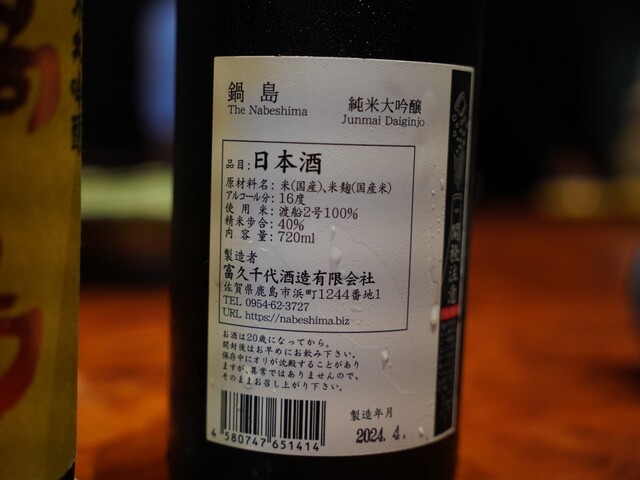 鍋島
The Nabeshima
純米大吟醸
Junmai Daiginjo
品目:日本酒
原材料名:米(国産)、米麹(国産米)
アルコール分:16度
使用米:渡船2号100%
精米歩合:40%
内容量:720ml
製造者
富久千代酒造有限会社
佐賀県鹿島市浜町1244番地1
TEL 0954-62-3727
URL https://nabeshima.biz
お酒は20歳になってから。
開封後はお早めにお飲み下さい。
保存中にオリが沈殿することがあり
ますが、異常ではありませんので、
そのままお召し上がり下さい。
4 580747 651414
製造年月
2024. 4.
開栓注意